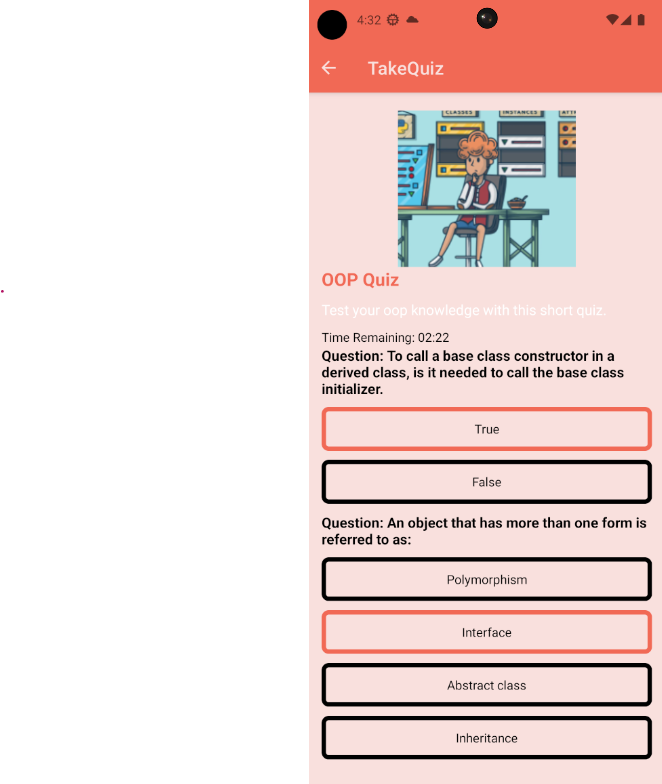 4:32
TakeQuiz
CLASSES INSTANCES
OOP Quiz
Test your oop knowledge with this short quiz.
Time Remaining: 02:22
Question: To call a base class constructor in a
derived class, is it needed to call the base class
initializer.
True
False
Question: An object that has more than one form is
referred to as:
Polymorphism
Interface
Abstract class
Inheritance